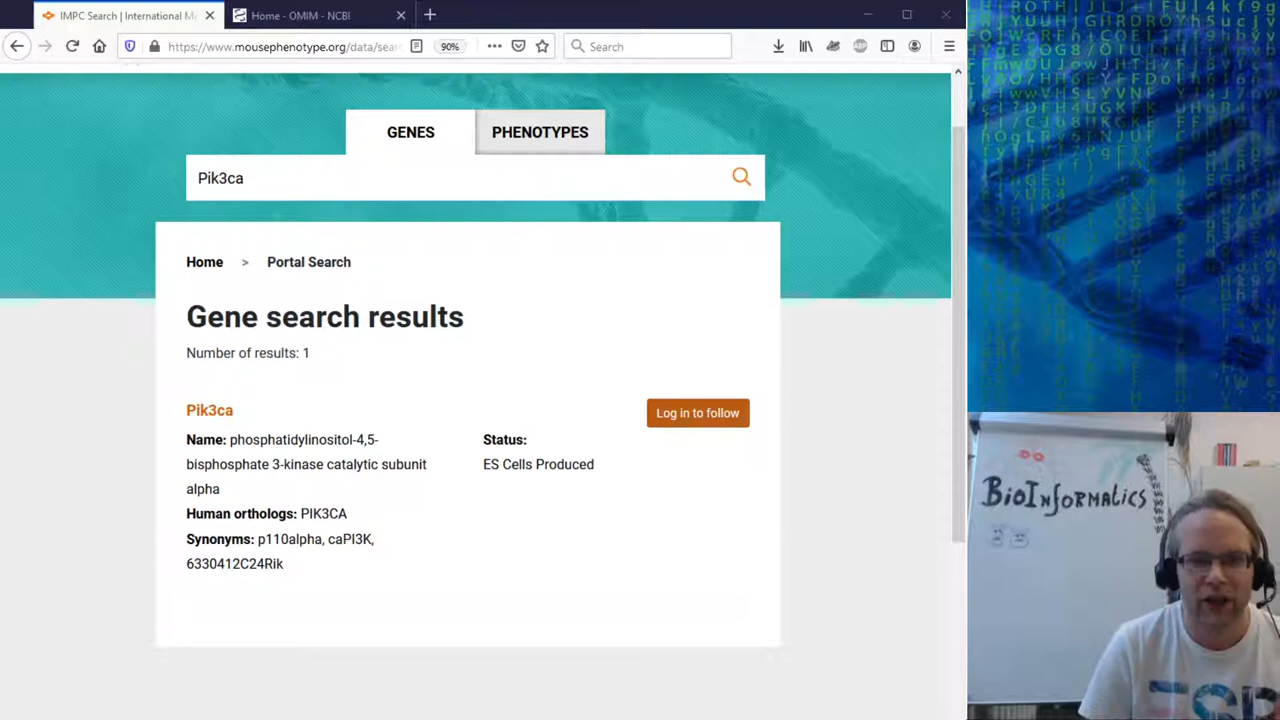 IMPC Search | International M
Home - OMIM - NCBI
https://www.mousephenotype.org/data/sear
90%
Search
GENES
PHENOTYPES
Pik3ca
Home > Portal Search
Gene search results
Number of results: 1
Pik3ca
Log in to follow
Name: phosphatidylinositol-4,5-
bisphosphate 3-kinase catalytic subunit
alpha
Status:
ES Cells Produced
Human orthologs: PIK3CA
Synonyms: p110alpha, caPI3K,
6330412C24Rik
BioInformatics